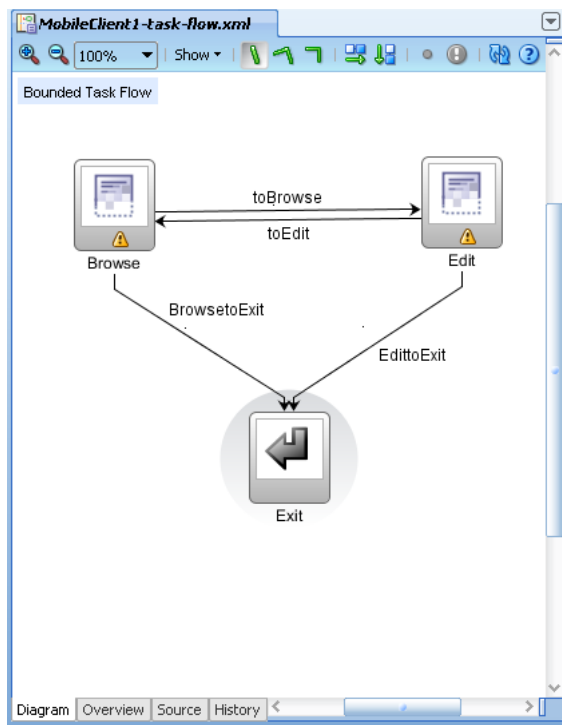 MobileClient1-task-flow.xml
100% Show
Bounded Task Flow
toBrowse
toEdit
Browse
Edit
BrowsetoExit
EdittoExit
Exit
Diagram Overview Source History